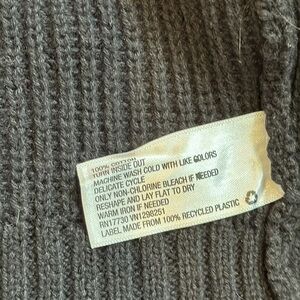 100% COTTON
TURN INSIDE OUT
MACHINE WASH COLD WITH LIKE COLORS
DELICATE CYCLE
ONLY NON-CHLORINE BLEACH IF NEEDED
RESHAPE AND LAY FLAT TO DRY
WARM IRON IF NEEDED
RN17730 VN1298251
LABEL MADE FROM 100% RECYCLED PLASTIC